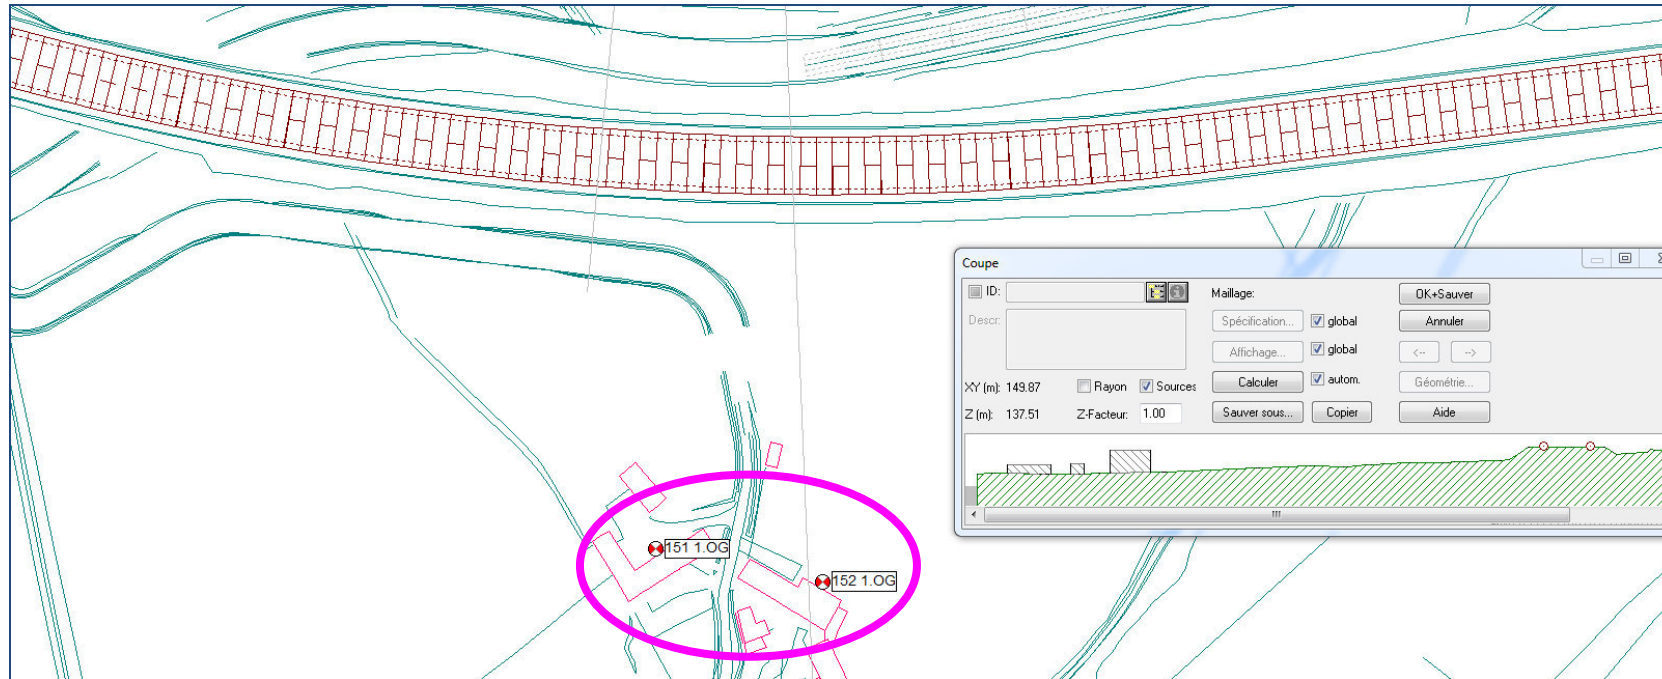 Coupe
ID:
Maillage:
OK+Sauver
Descr:
Spécification...
global
Annuler
Affichage...
global
<--
-->
XY (m): 149.87
Rayon
Sources
Calculer
autom.
Géométrie...
Z (m): 137.51
Z-Facteur: 1.00
Sauver sous...
Copier
Aide
151 1.OG
152 1.OG